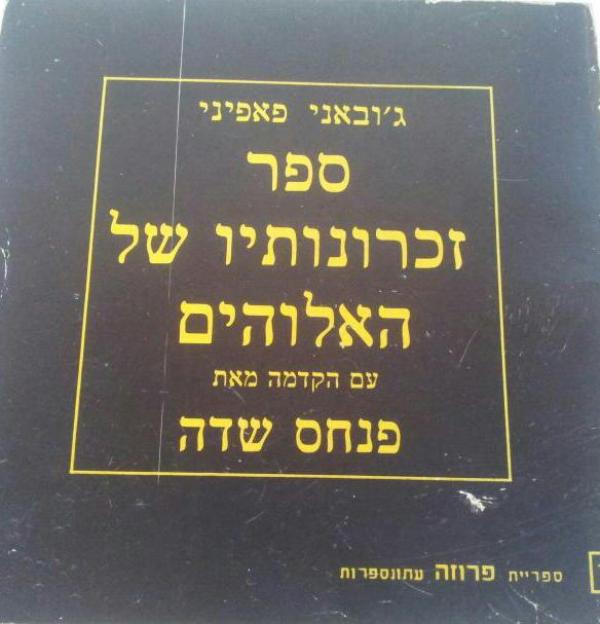 ג׳ובאני פאפיני
ספר
זכרונותיו של
האלוהים
עם הקדמה מאת
פנחס שדה
ספריית פרוזה עתונספרות